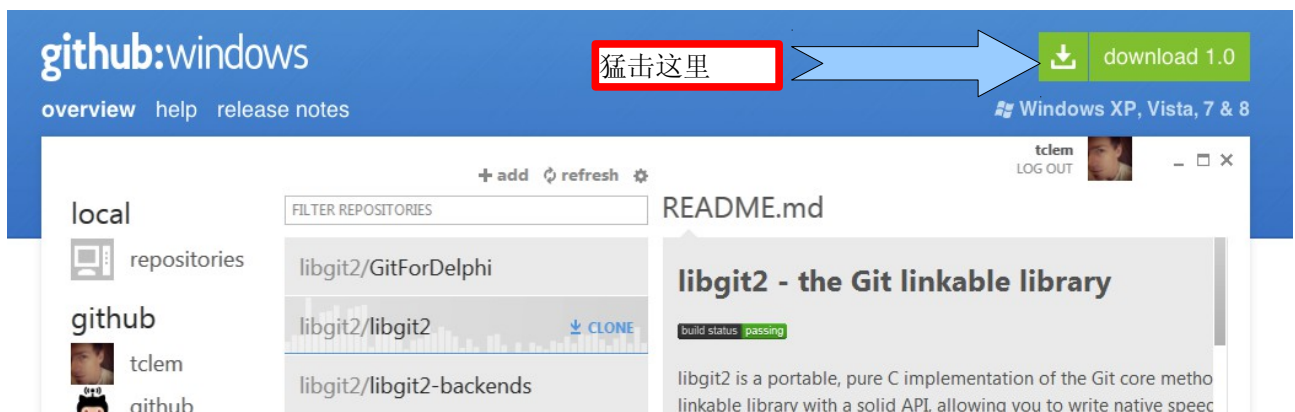 github:windows
猛击这里
download 1.0
overview help release notes
Windows XP, Vista, 7 & 8
tclem
LOG OUT
add refresh
local
FILTER REPOSITORIES
README.md
repositories
libgit2/GitForDelphi
libgit2 - the Git linkable library
github
libgit2/libgit2
CLONE
build status passing
tclem
libgit2/libgit2-backends
libgit2 is a portable, pure C implementation of the Git core metho
github
linkable library with a solid API, allowing you to write native speec